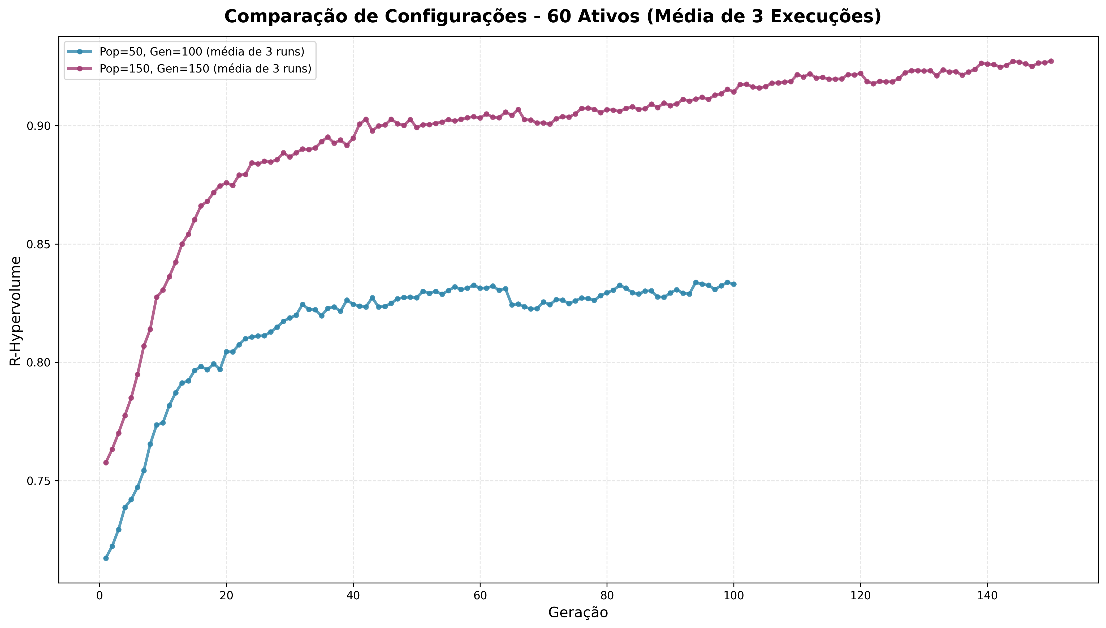 Comparação de Configurações - 60 Ativos (Média de 3 Execuções)
Pop=50, Gen=100 (média de 3 runs)
Pop=150, Gen=150 (média de 3 runs)
R-Hypervolume
0.90
0.85
0.80
0.75
0 20 40 60 80 100 120 140
Geração